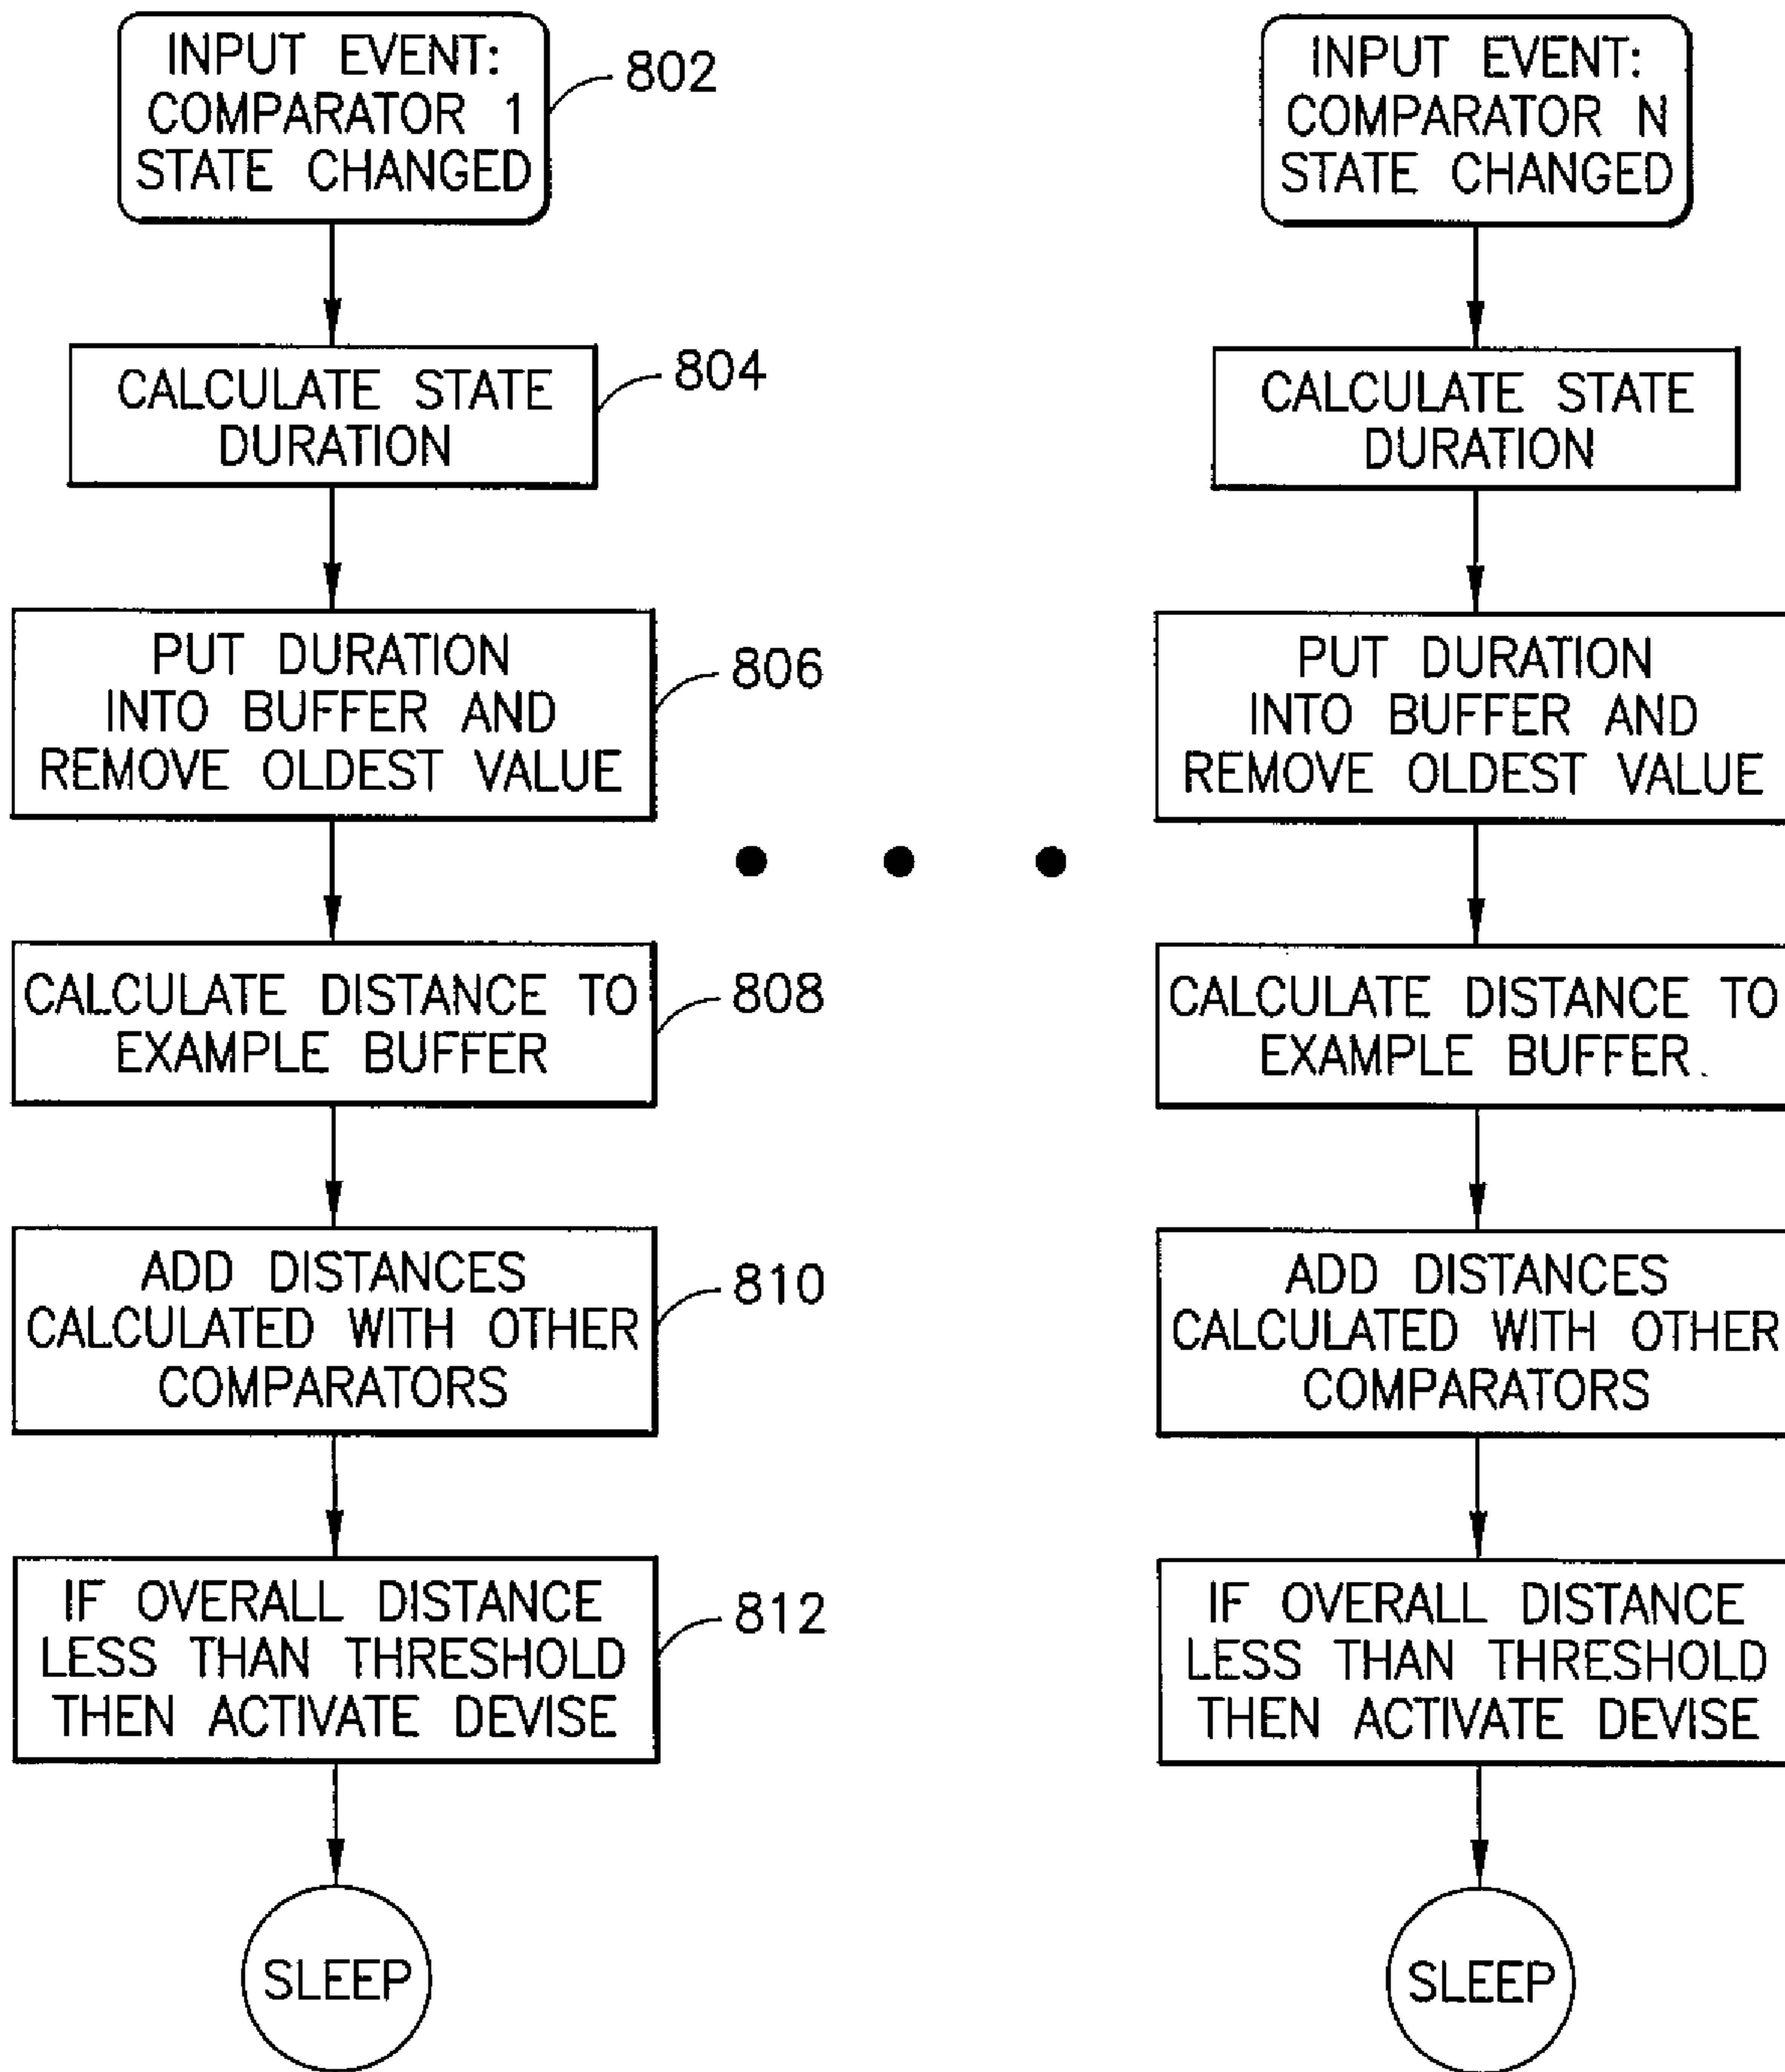 INPUT EVENT:
COMPARATOR 1
STATE CHANGED
802
CALCULATE STATE
DURATION
804
PUT DURATION
INTO BUFFER AND
REMOVE OLDEST VALUE
806
CALCULATE DISTANCE TO
EXAMPLE BUFFER
808
ADD DISTANCES
CALCULATED WITH OTHER
COMPARATORS
810
IF OVERALL DISTANCE
LESS THAN THRESHOLD
THEN ACTIVATE DEVISE
812
SLEEP
INPUT EVENT:
COMPARATOR N
STATE CHANGED
CALCULATE STATE
DURATION
PUT DURATION
INTO BUFFER AND
REMOVE OLDEST VALUE
CALCULATE DISTANCE TO
EXAMPLE BUFFER.
ADD DISTANCES
CALCULATED WITH OTHER
COMPARATORS
IF OVERALL DISTANCE
LESS THAN THRESHOLD
THEN ACTIVATE DEVISE
SLEEP